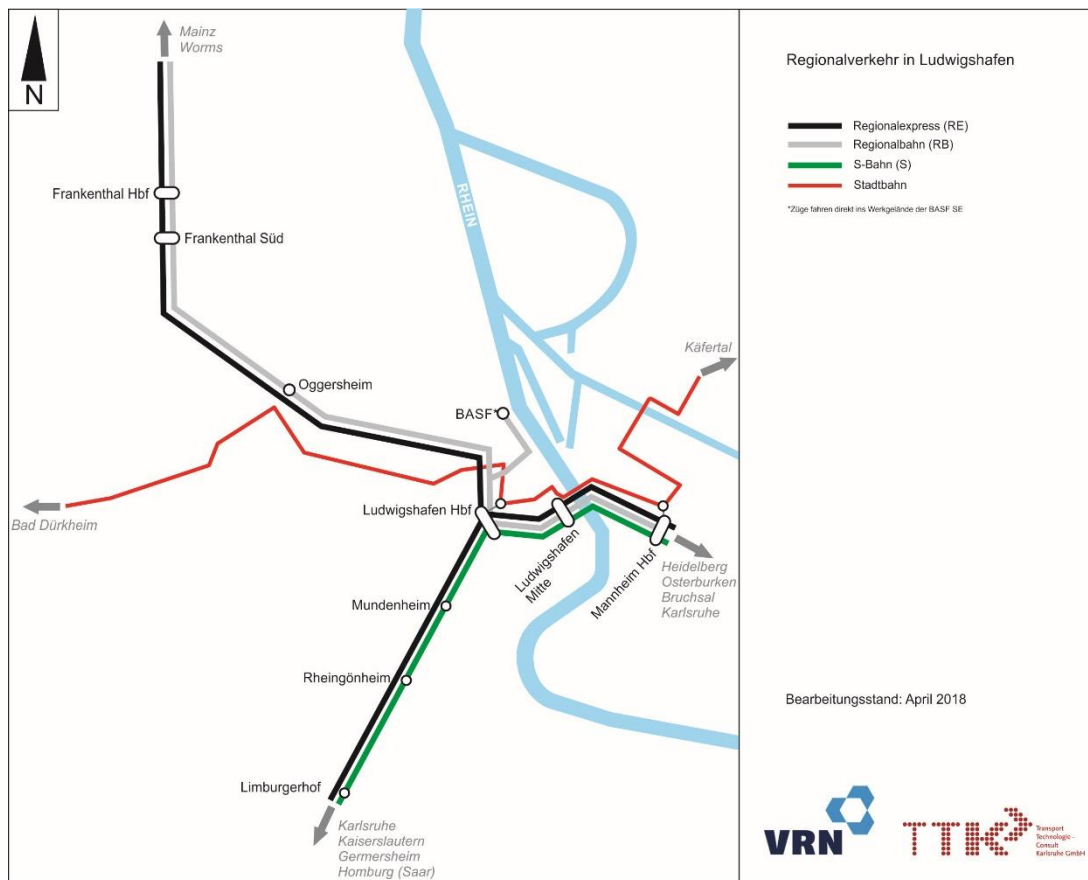 Mainz
Worms
N
Regionalverkehr in Ludwigshafen
Regionalexpress (RE)
Regionalbahn (RB)
S-Bahn (S)
Stadtbahn
*Züge fahren direkt ins Werkgelände der BASF SE
RHEIN
Frankenthal Hbf
Frankenthal Süd
Käfertal
Oggersheim
BASF*
Bad Dürkheim
Ludwigshafen Hbf
Ludwigshafen
Mitte
Mannheim Hbf
Heidelberg
Osterburken
Bruchsal
Karlsruhe
Mundenheim
Rheingönheim
Limburgerhof
Karlsruhe
Kaiserslautern
Germersheim
Homburg (Saar)
Bearbeitungsstand: April 2018
VRN
TTK
Transport
Technologie -
Consult
Karlsruhe GmbH